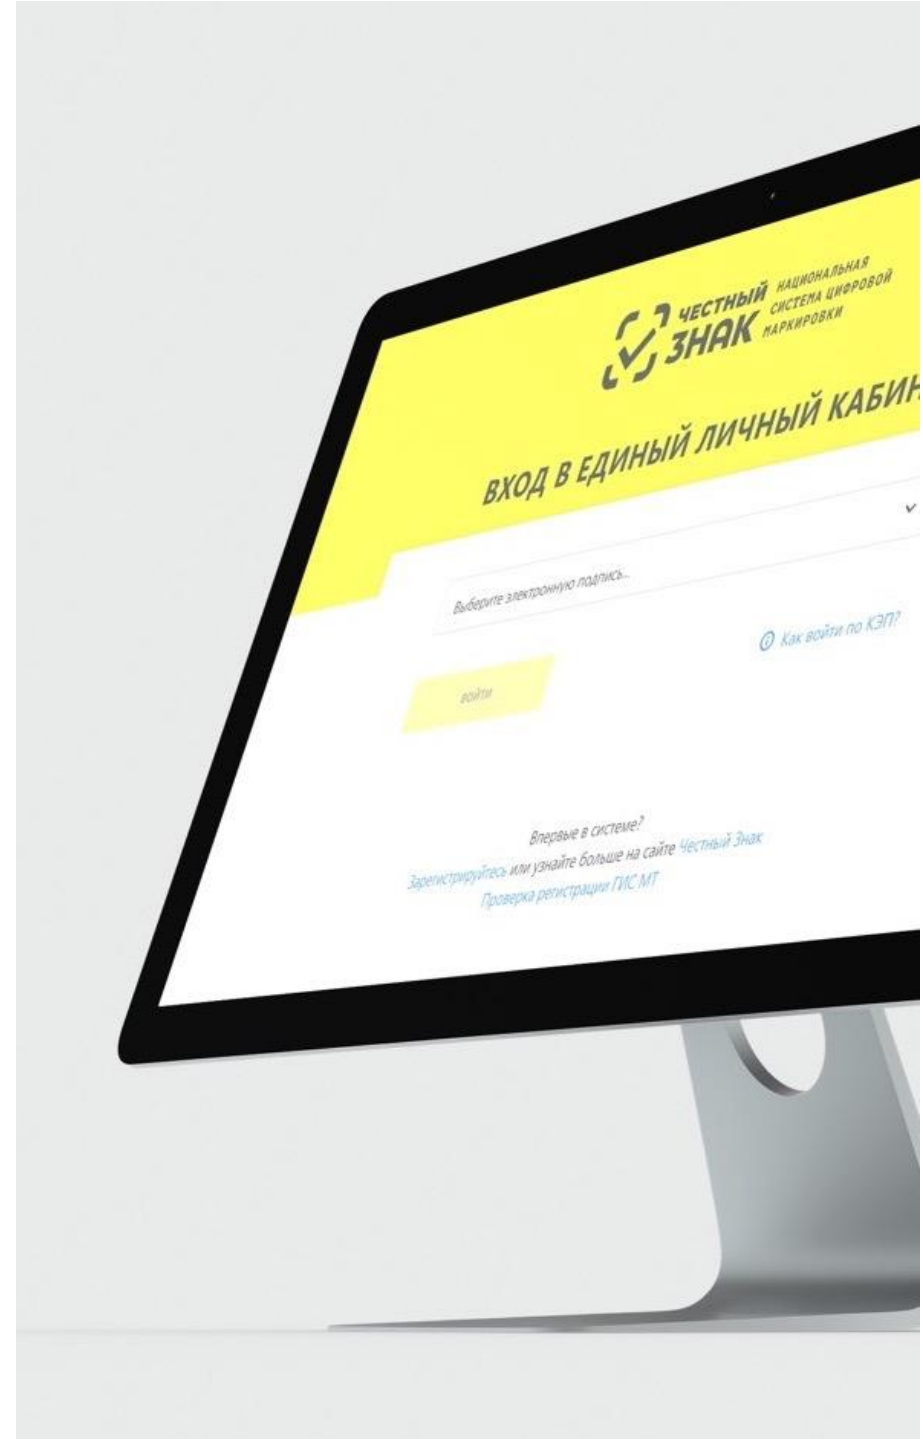 ЧЕСТНЫЙ
ЗНАК
НАЦИОНАЛЬНАЯ
СИСТЕМА ЦИФРОВОЙ
МАРКИРОВКИ
ВХОД В ЕДИНЫЙ ЛИЧНЫЙ КАБИН
Выберите электронную подпись...
Как войти по КЭП?
ВОЙТИ
Впервые в системе?
Зарегистрируйтесь или узнайте больше на сайте Честный Знак
Проверка регистрации ГИС МТ